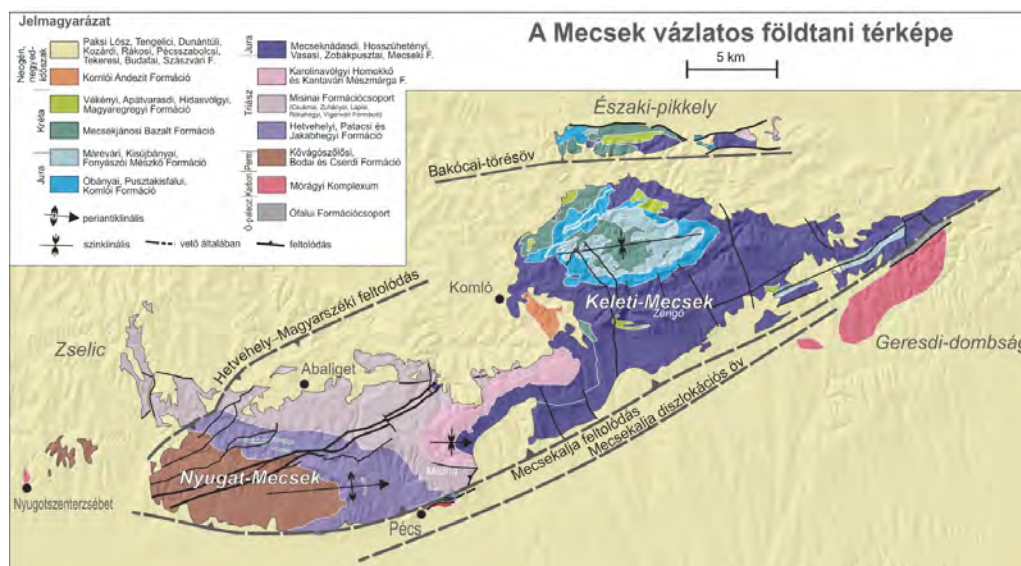 Jelmagyarázat
A Mecsek vázlatos földtani térképe
5 km
Neogén,
negyed-
időszak
Paksi Lösz, Tengelici, Dunántúli,
Kozárdi, Rákosi, Pécsszabolcsi,
Tekeresi, Budafai, Szászvári F.
Komlói Andezit Formáció
Kréta
Vékényi, Apátvarasdi, Hidasvölgyi,
Magyaregregyi Formáció
Mecsekjánosi Bazalt Formáció
Jura
Márévári, Kisújbányai,
Fonyászói Mészkő Formáció
Óbányai, Pusztakisfalui,
Komlói Formáció
periantiklinális
szinklinális
vető általában
feltolódás
Jura
Mecseknádasdi, Hosszúhetényi,
Vasasi, Zobákpusztai, Mecseki F.
Triász
Karolinavölgyi Homokkő
és Kantavári Mészmárga F.
Misinai Formációcsoport
Hetvehelyi, Patacsi és
Jakabhegyi Formáció
Perm
Kővágószőlősi,
Bodai és Cserdi Formáció
Karbon
Mórágyi Komplexum
Ó-paleoz.
Ófalui Formációcsoport
Északi-pikkely
Bakócai-törésöv
Komló
Keleti-Mecsek
Zengő
Geresdi-dombság
Hetvehely–Magyarszéki feltolódás
Zselic
Abaliget
Mecsekalja feltolódás
Mecsekalja diszlokációs öv
Misina
Nyugat-Mecsek
Nyugotszenterzsébet
Pécs